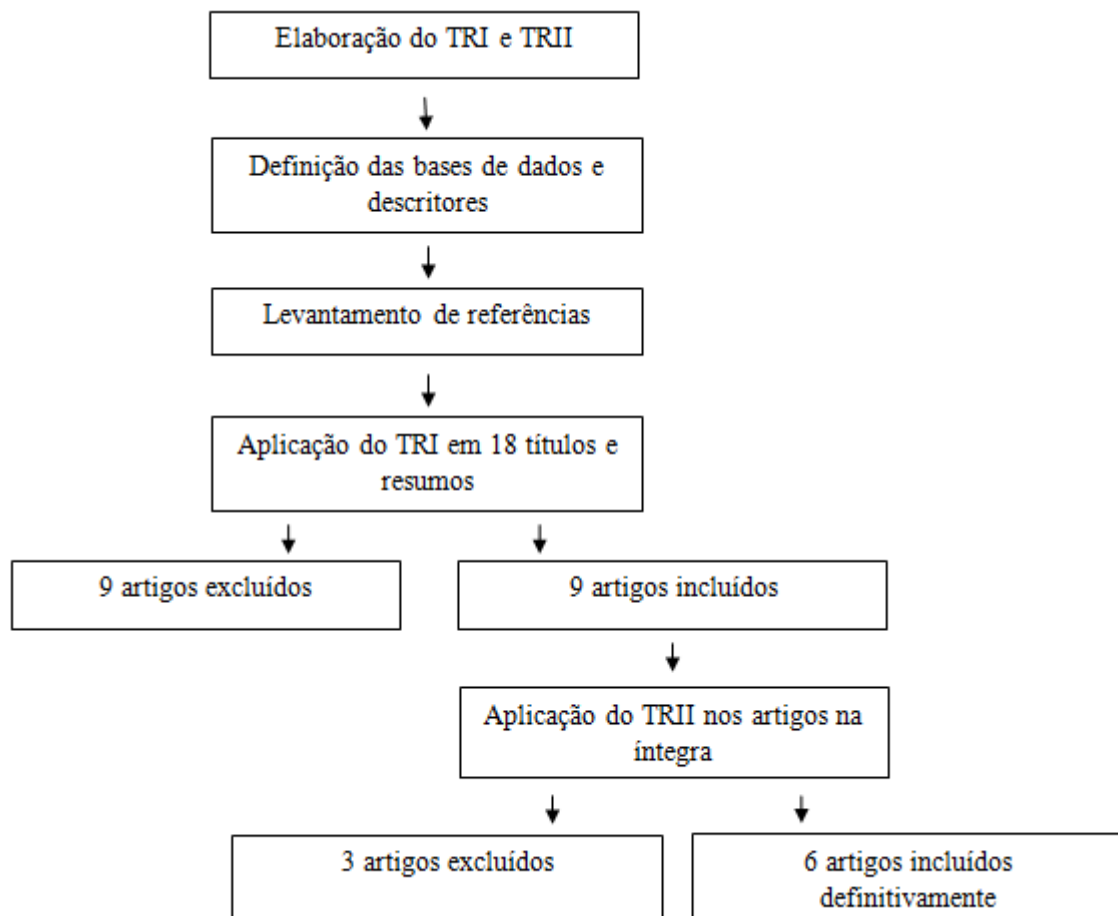 Elaboração do TRI e TRII
Definição das bases de dados e
descritores
Levantamento de referências
Aplicação do TRI em 18 títulos e
resumos
9 artigos excluídos
9 artigos incluídos
Aplicação do TRII nos artigos na
íntegra
3 artigos excluídos
6 artigos incluídos
definitivamente